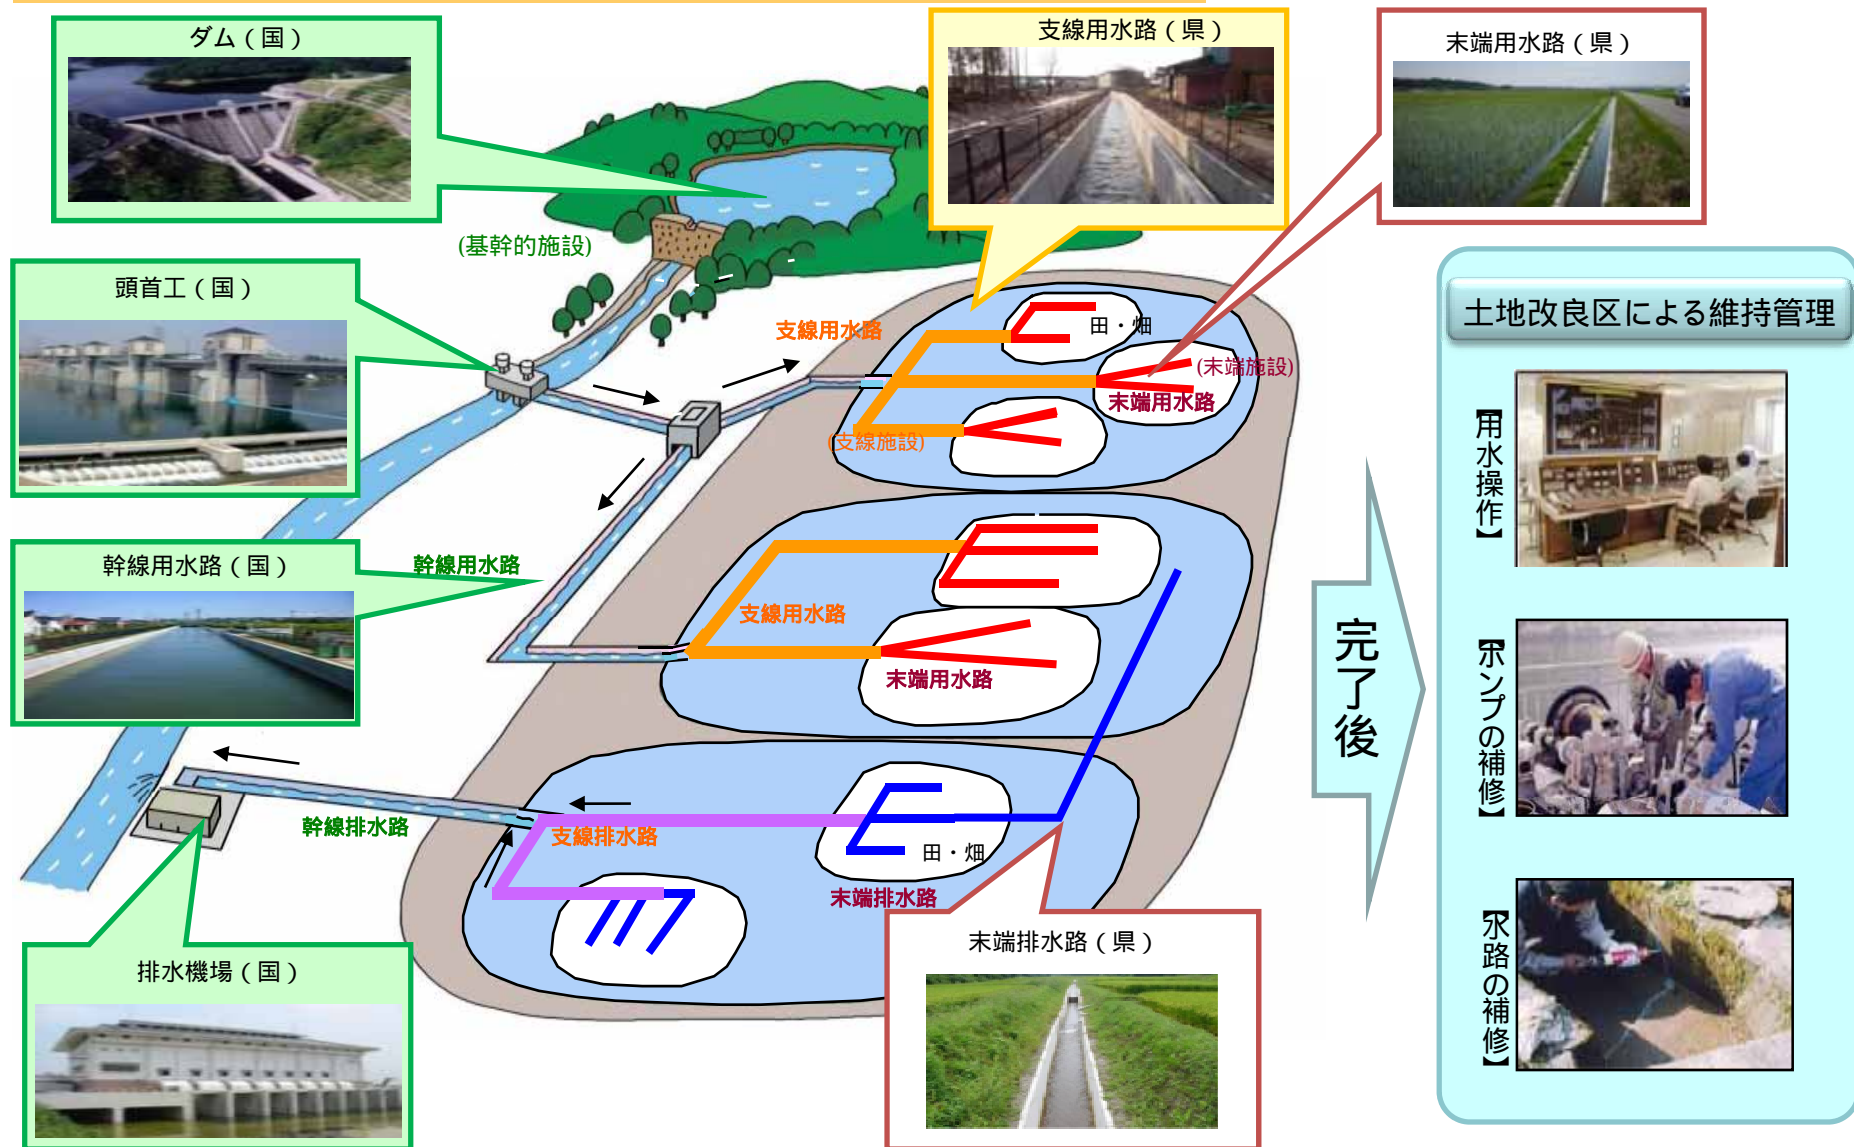 ダム（国）
支線用水路（県）
末端用水路（県）
(基幹的施設)
頭首工（国）
支線用水路
田・畑
(末端施設)
末端用水路
(支線施設)
幹線用水路（国）
幹線用水路
支線用水路
末端用水路
幹線排水路
支線排水路
田・畑
末端排水路
排水機場（国）
末端排水路（県）
完了後
土地改良区による維持管理
【用水操作】
【ポンプの補修】
【水路の補修】